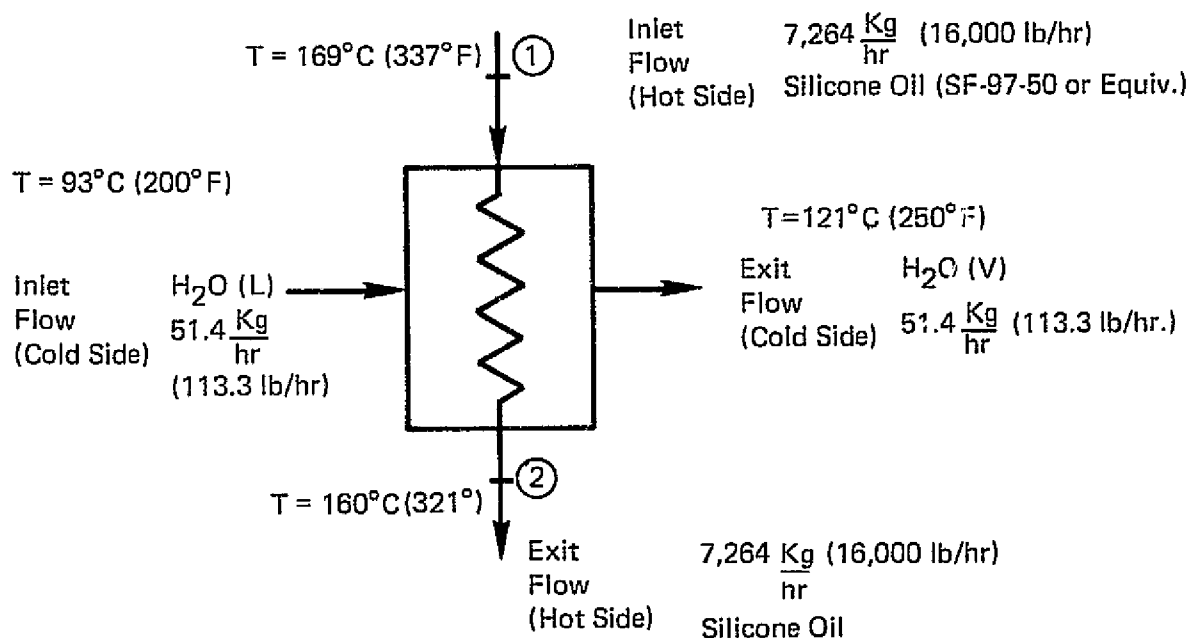 T = 169°C (337°F)
①
Inlet
Flow
(Hot Side)
7,264 Kg/hr (16,000 lb/hr)
Silicone Oil (SF-97-50 or Equiv.)
T = 93°C (200°F)
Inlet
Flow
(Cold Side)
H₂O (L)
51.4 Kg/hr
(113.3 lb/hr)
T=121°C (250°F)
Exit
Flow
(Cold Side)
H₂O (V)
51.4 Kg/hr (113.3 lb/hr.)
T = 160°C(321°)
②
Exit
Flow
(Hot Side)
7,264 Kg/hr (16,000 lb/hr)
Silicone Oil